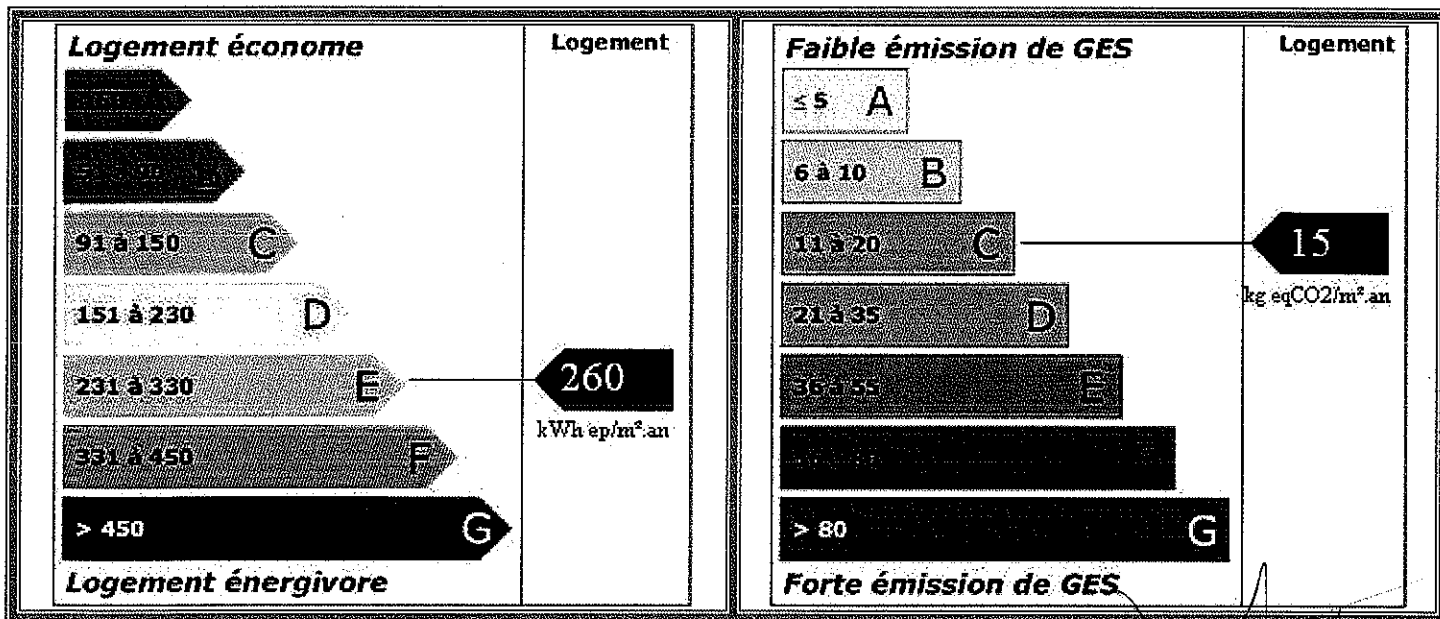 Logement économe
Logement
91 à 150 C
151 à 230 D
231 à 330 E
260
kWh ep/m².an
331 à 450 F
> 450 G
Logement énergivore
Faible émission de GES
Logement
≤ 5 A
6 à 10 B
11 à 20 C
15
kg eqCO2/m².an
21 à 35 D
36 à 55 E
> 80 G
Forte émission de GES